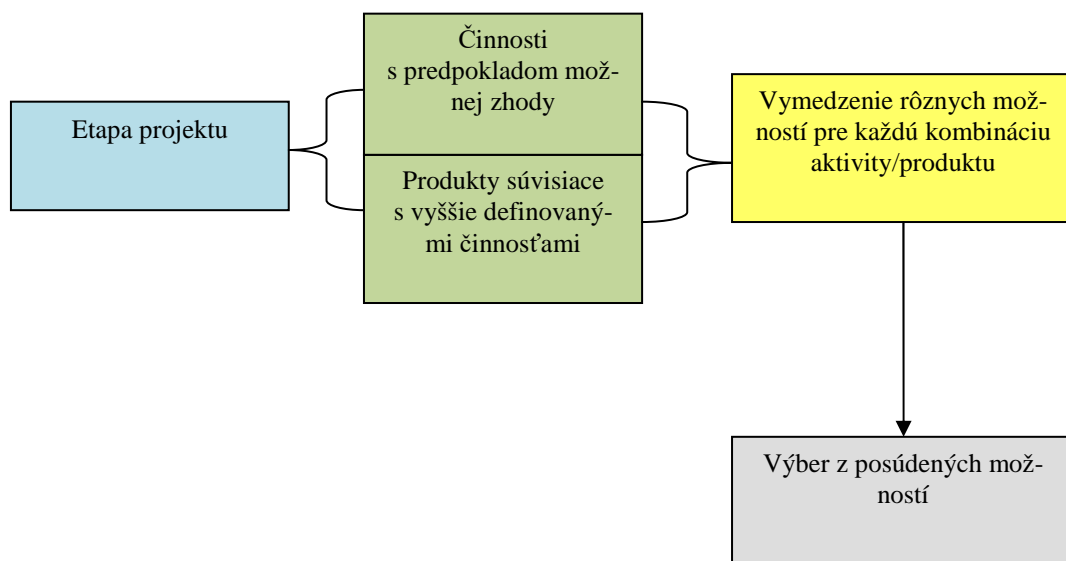 Etapa projektu
Činnosti
s predpokladom mož-
nej zhody
Produkty súvisiace
s vyššie definovaný-
mi činnosťami
Vymedzenie rôznych mož-
ností pre každú kombináciu
aktivity/produktu
Výber z posúdených mož-
ností